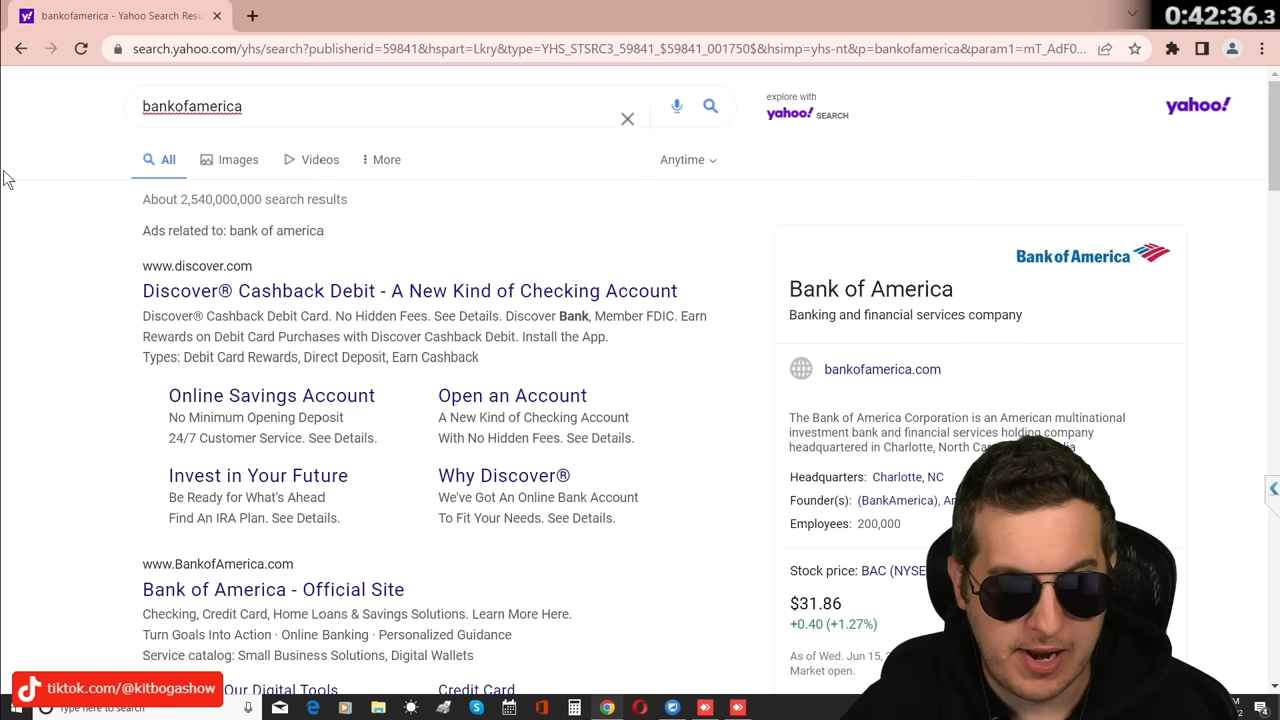 bankofamerica - Yahoo Search Resu
0:42:36.3
search.yahoo.com/yhs/search?publisherid=59841&hspart=Lkry&type=YHS_STSRC3_59841_$59841_001750$&hsimp=yhs-nt&p=bankofamerica&param1=mT_AdF0...
bankofamerica
explore with
yahoo! SEARCH
yahoo!
All
Images
Videos
More
Anytime
About 2,540,000,000 search results
Ads related to: bank of america
www.discover.com
Discover® Cashback Debit - A New Kind of Checking Account
Discover® Cashback Debit Card. No Hidden Fees. See Details. Discover Bank, Member FDIC. Earn
Rewards on Debit Card Purchases with Discover Cashback Debit. Install the App.
Types: Debit Card Rewards, Direct Deposit, Earn Cashback
Online Savings Account
No Minimum Opening Deposit
24/7 Customer Service. See Details.
Open an Account
A New Kind of Checking Account
With No Hidden Fees. See Details.
Invest in Your Future
Be Ready for What's Ahead
Find An IRA Plan. See Details.
Why Discover®
We've Got An Online Bank Account
To Fit Your Needs. See Details.
www.BankofAmerica.com
Bank of America - Official Site
Checking, Credit Card, Home Loans & Savings Solutions. Learn More Here.
Turn Goals Into Action · Online Banking · Personalized Guidance
Service catalog: Small Business Solutions, Digital Wallets
Our Digital Tools
Credit Card
Bank of America
Bank of America
Banking and financial services company
bankofamerica.com
The Bank of America Corporation is an American multinational
investment bank and financial services holding company
headquartered in Charlotte, North
Headquarters: Charlotte, NC
Founder(s): (BankAmerica),
Employees: 200,000
Stock price: BAC (NYSE
$31.86
+0.40 (+1.27%)
As of Wed. Jun 15,
Market open.
tiktok.com/@kitbogashow
Type here to search